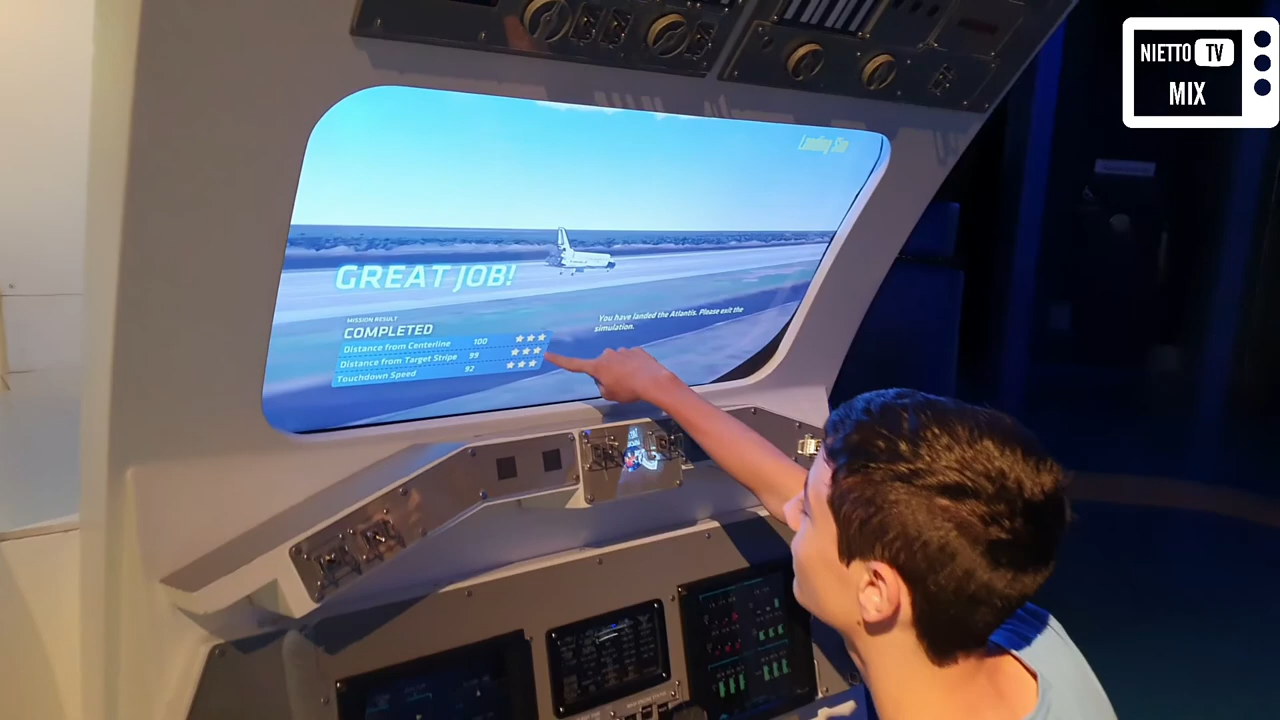 NIETTO TV
MIX
Landing Sim
GREAT JOB!
MISSION RESULT
COMPLETED
Distance from Centerline 100
Distance from Target Stripe 99
Touchdown Speed 92
You have landed the Atlantis. Please exit the
simulation.